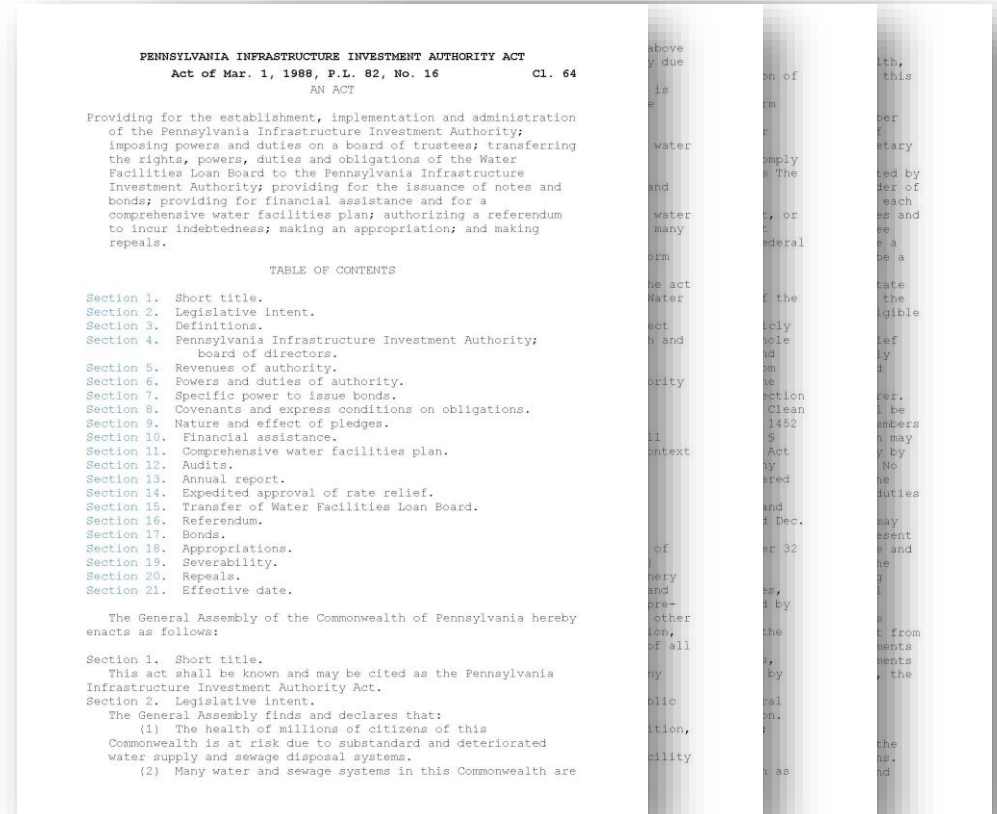 PENNSYLVANIA INFRASTRUCTURE INVESTMENT AUTHORITY ACT
Act of Mar. 1, 1988, P.L. 82, No. 16 Cl. 64
AN ACT
Providing for the establishment, implementation and administration
of the Pennsylvania Infrastructure Investment Authority;
imposing powers and duties on a board of trustees; transferring
the rights, powers, duties and obligations of the Water
Facilities Loan Board to the Pennsylvania Infrastructure
Investment Authority; providing for the issuance of notes and
bonds; providing for financial assistance and for a
comprehensive water facilities plan; authorizing a referendum
to incur indebtedness; making an appropriation; and making
repeals.
TABLE OF CONTENTS
Section 1. Short title.
Section 2. Legislative intent.
Section 3. Definitions.
Section 4. Pennsylvania Infrastructure Investment Authority;
board of directors.
Section 5. Revenues of authority.
Section 6. Powers and duties of authority.
Section 7. Specific power to issue bonds.
Section 8. Covenants and express conditions on obligations.
Section 9. Nature and effect of pledges.
Section 10. Financial assistance.
Section 11. Comprehensive water facilities plan.
Section 12. Audits.
Section 13. Annual report.
Section 14. Expedited approval of rate relief.
Section 15. Transfer of Water Facilities Loan Board.
Section 16. Referendum.
Section 17. Bonds.
Section 18. Appropriations.
Section 19. Severability.
Section 20. Repeals.
Section 21. Effective date.
The General Assembly of the Commonwealth of Pennsylvania hereby
enacts as follows:
Section 1. Short title.
This act shall be known and may be cited as the Pennsylvania
Infrastructure Investment Authority Act.
Section 2. Legislative intent.
The General Assembly finds and declares that:
(1) The health of millions of citizens of this
Commonwealth is at risk due to substandard and deteriorated
water supply and sewage disposal systems.
(2) Many water and sewage systems in this Commonwealth are